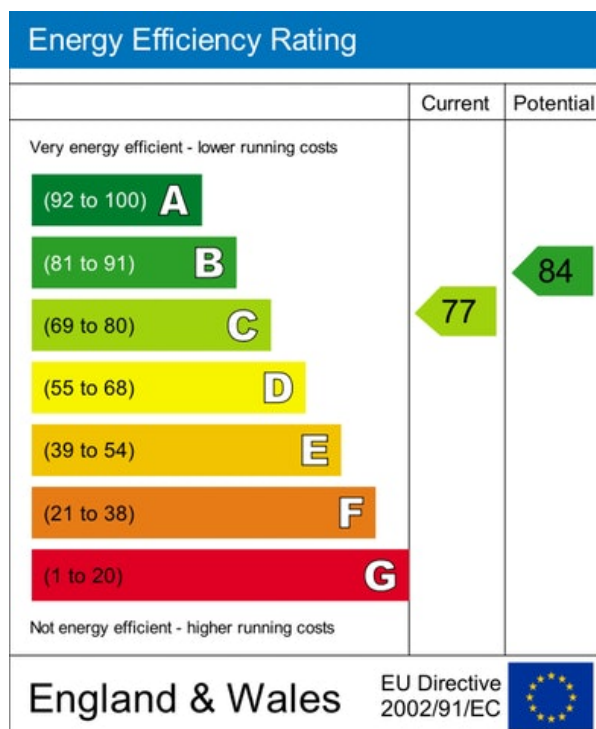 Energy Efficiency Rating
Current Potential
Very energy efficient - lower running costs
(92 to 100) A
(81 to 91) B
84
(69 to 80) C
77
(55 to 68) D
(39 to 54) E
(21 to 38) F
(1 to 20) G
Not energy efficient - higher running costs
England & Wales
EU Directive
2002/91/EC